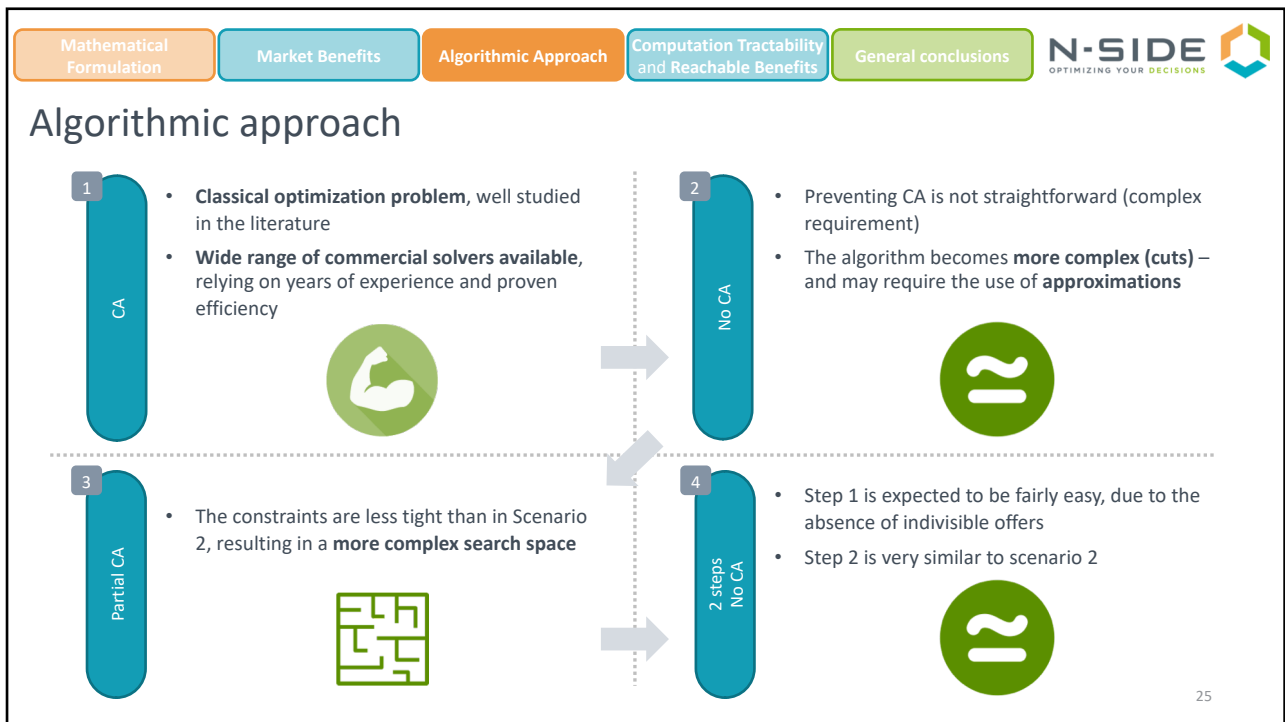 Mathematical
Formulation
Market Benefits
Algorithmic Approach
Computation Tractability
and Reachable Benefits
General conclusions
N-SIDE
OPTIMIZING YOUR DECISIONS
Algorithmic approach
1
CA
• Classical optimization problem, well studied
in the literature
• Wide range of commercial solvers available,
relying on years of experience and proven
efficiency
2
No CA
• Preventing CA is not straightforward (complex
requirement)
• The algorithm becomes more complex (cuts) –
and may require the use of approximations
3
Partial CA
• The constraints are less tight than in Scenario
2, resulting in a more complex search space
4
2 steps
No CA
• Step 1 is expected to be fairly easy, due to the
absence of indivisible offers
• Step 2 is very similar to scenario 2
25